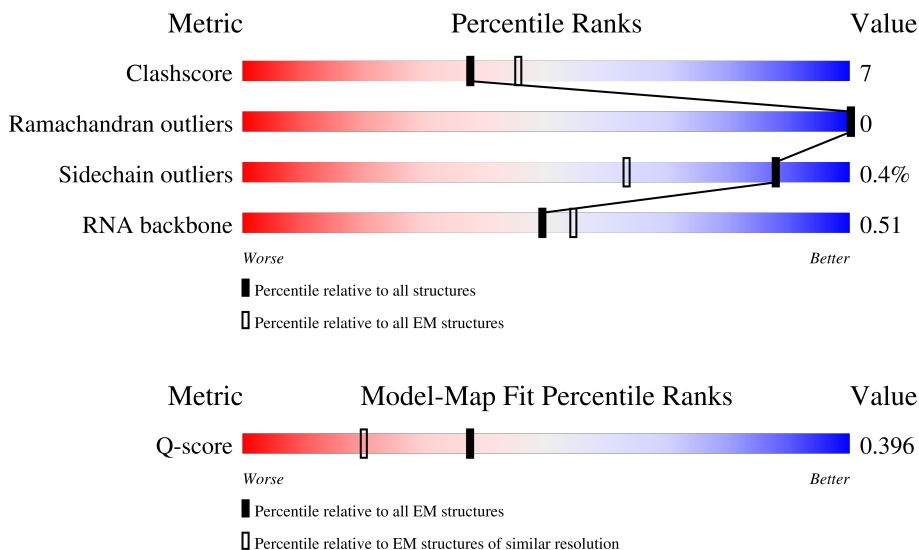 Metric Percentile Ranks Value
Clashscore 7
Ramachandran outliers 0
Sidechain outliers 0.4%
RNA backbone 0.51
Worse Better
Percentile relative to all structures
Percentile relative to all EM structures
Metric Model-Map Fit Percentile Ranks Value
Q-score 0.396
Worse Better
Percentile relative to all EM structures
Percentile relative to EM structures of similar resolution